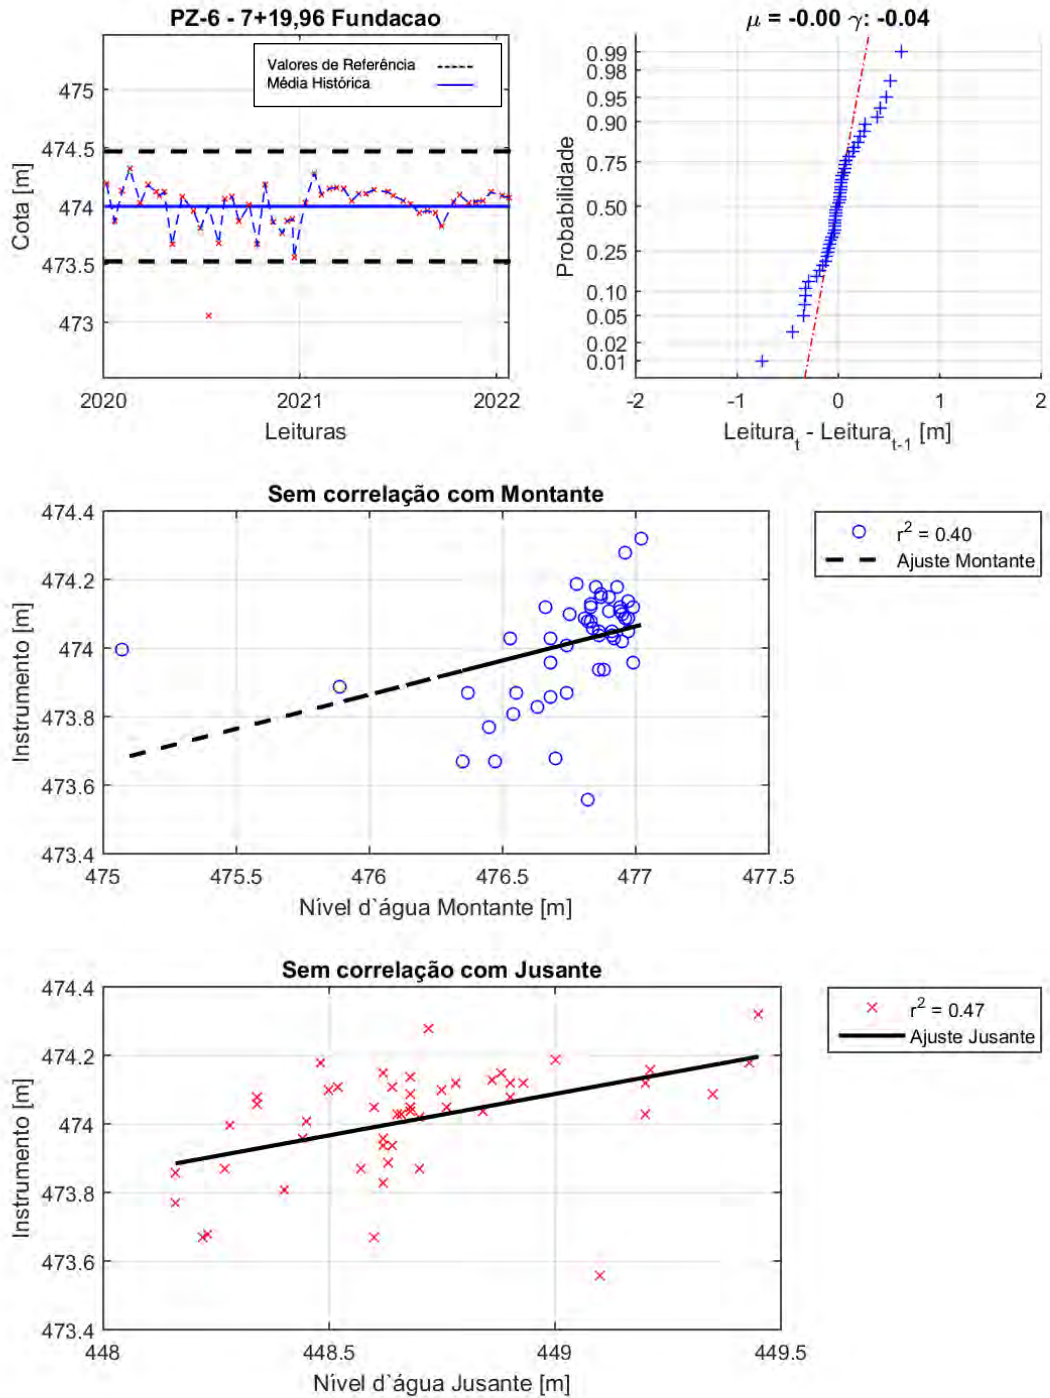 PZ-6 - 7+19,96 Fundacao
Valores de Referência
Média Histórica
475
474.5
474
473.5
473
Cota [m]
2020
2021
2022
Leituras
μ = -0.00 γ: -0.04
0.99
0.98
0.95
0.90
0.75
0.50
0.25
0.10
0.05
0.02
0.01
Probabilidade
-2
-1
0
1
2
Leitura_t - Leitura_t-1 [m]
Sem correlação com Montante
474.4
474.2
474
473.8
473.6
473.4
Instrumento [m]
475
475.5
476
476.5
477
477.5
Nível d`água Montante [m]
r² = 0.40
Ajuste Montante
Sem correlação com Jusante
474.4
474.2
474
473.8
473.6
473.4
Instrumento [m]
448
448.5
449
449.5
Nível d`água Jusante [m]
r² = 0.47
Ajuste Jusante